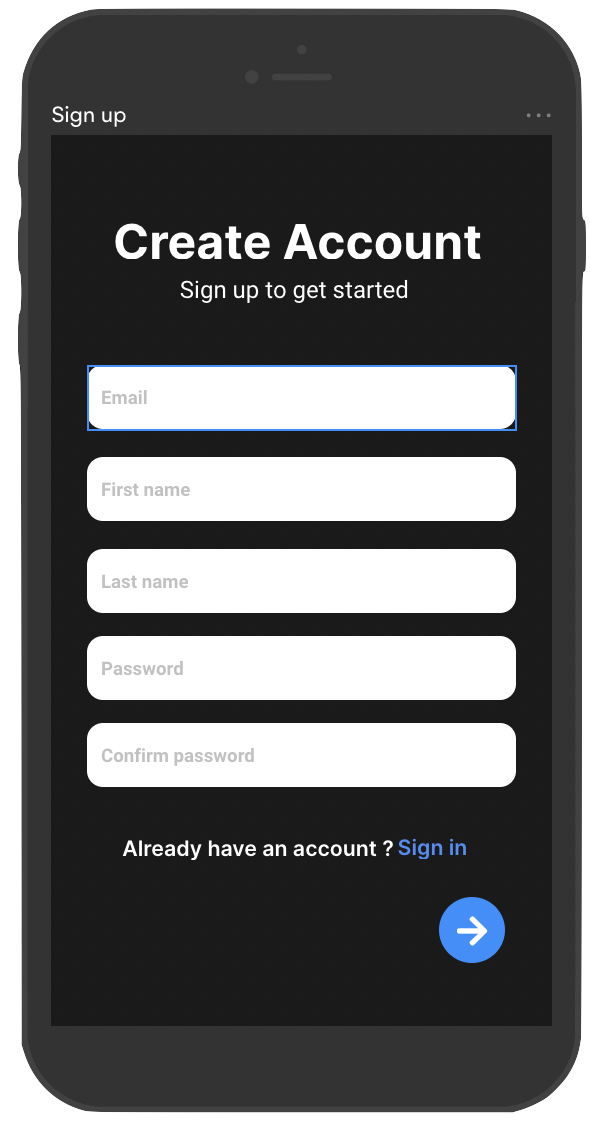 Sign up
Create Account
Sign up to get started
Email
First name
Last name
Password
Confirm password
Already have an account ? Sign in